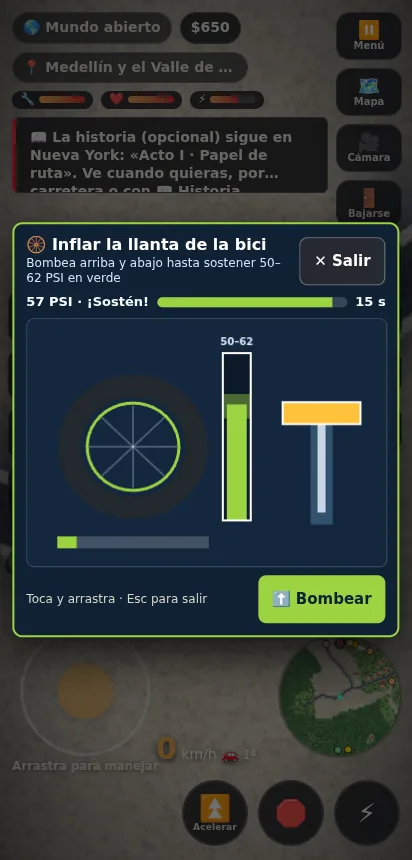 🌎 Mundo abierto
$650
📍 Medellín y el Valle de ...
Menú
Mapa
Cámara
Bajarse
📖 La historia (opcional) sigue en
Nueva York: «Acto I · Papel de
ruta». Ve cuando quieras, por...
carretera o con 📖 Historia
Inflar la llanta de la bici
Bombea arriba y abajo hasta sostener 50–
62 PSI en verde
✕ Salir
57 PSI · ¡Sostén!
15 s
50–62
Toca y arrastra · Esc para salir
⬆️ Bombear
Arrastra para manejar
0 km/h 🚗 1ª
Acelerar